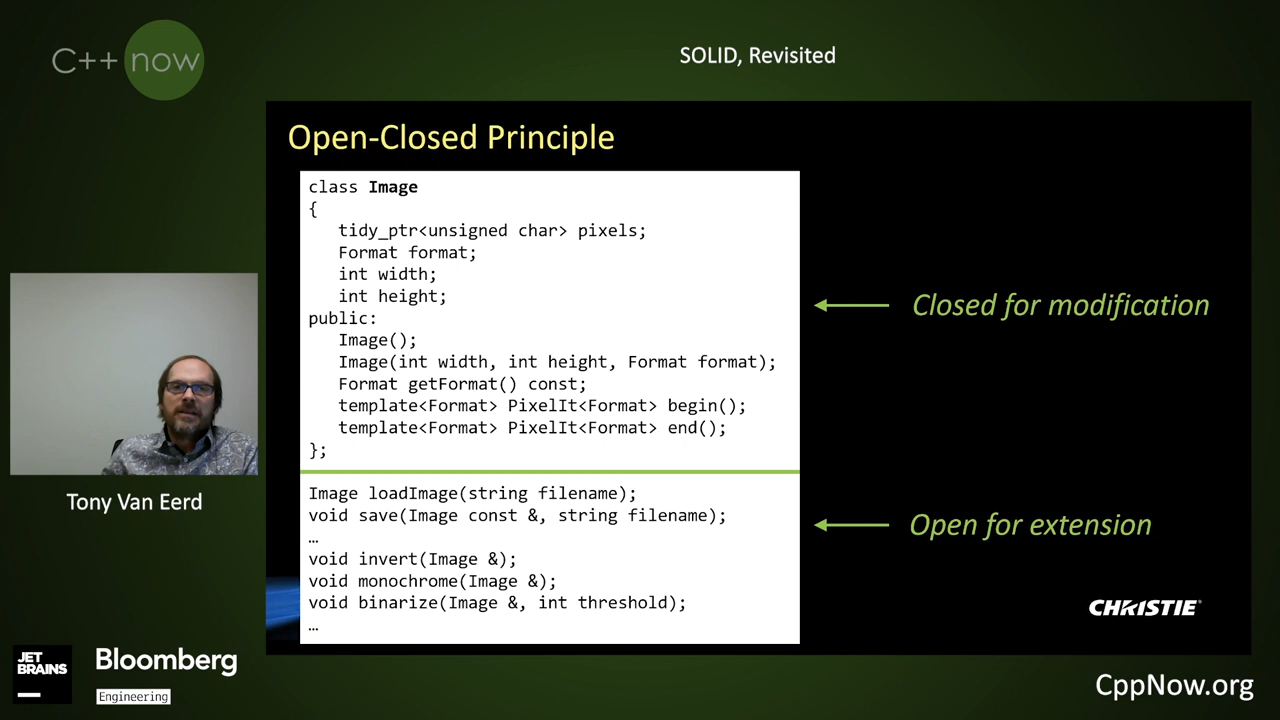 C++ now
SOLID, Revisited
Open-Closed Principle
class Image
{
tidy_ptr<unsigned char> pixels;
Format format;
int width;
int height;
public:
Image();
Image(int width, int height, Format format);
Format getFormat() const;
template<Format> PixelIt<Format> begin();
template<Format> PixelIt<Format> end();
};
Closed for modification
Image loadImage(string filename);
void save(Image const &, string filename);
…
void invert(Image &);
void monochrome(Image &);
void binarize(Image &, int threshold);
…
Open for extension
CHRISTIE
Tony Van Eerd
JET
BRAINS
Bloomberg
Engineering
CppNow.org